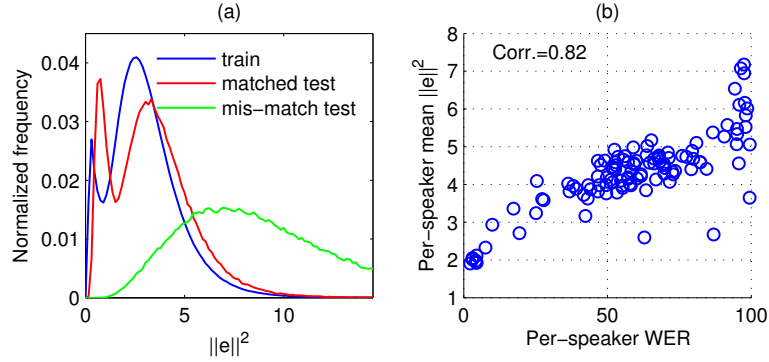 (a)
Normalized frequency
0.04
0.03
0.02
0.01
0
train
matched test
mis−match test
0
5
10
||e||²
(b)
Per−speaker mean ||e||²
8
7
6
5
4
3
2
1
Corr.=0.82
0
50
100
Per−speaker WER